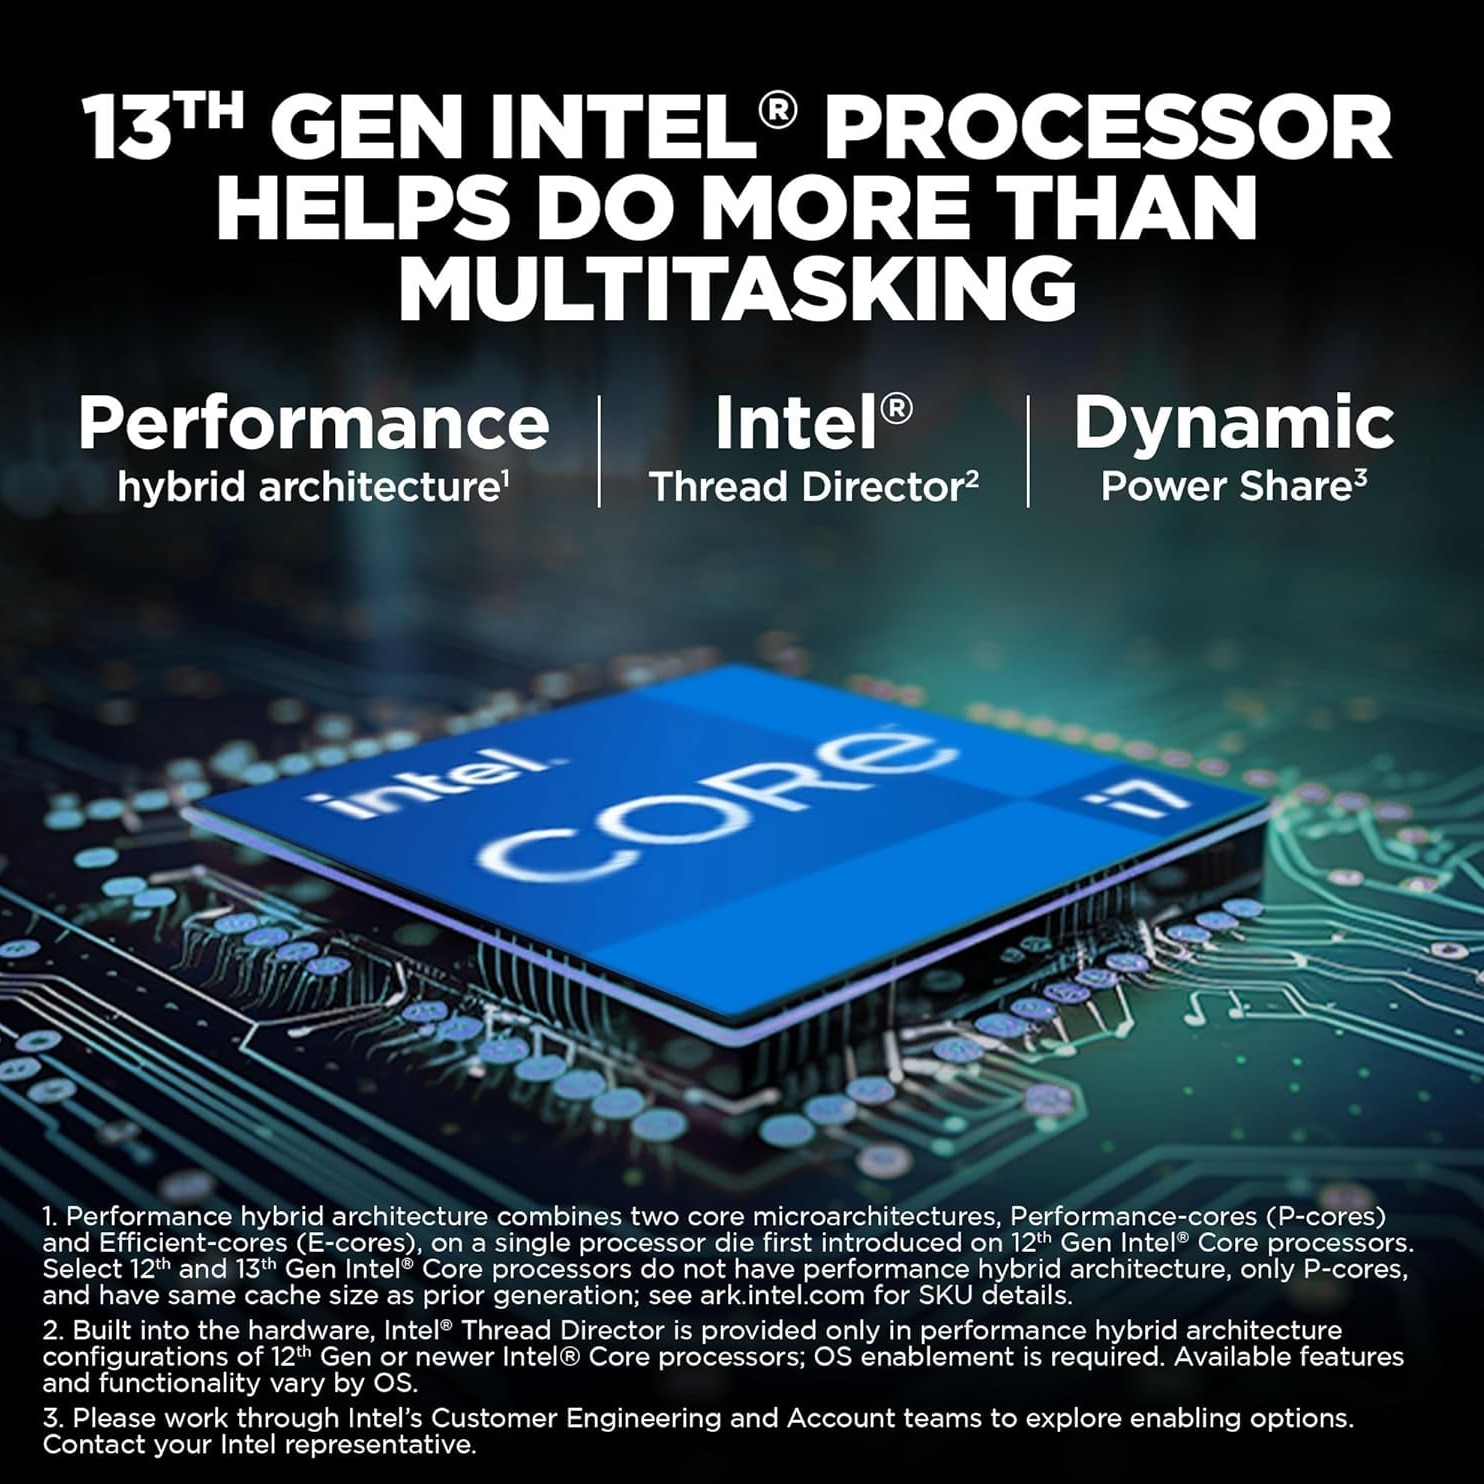 13TH GEN INTEL® PROCESSOR
HELPS DO MORE THAN
MULTITASKING
Performance
hybrid architecture¹
Intel®
Thread Director²
Dynamic
Power Share³
intel.
CORE
i7
1. Performance hybrid architecture combines two core microarchitectures, Performance-cores (P-cores)
and Efficient-cores (E-cores), on a single processor die first introduced on 12th Gen Intel® Core processors.
Select 12th and 13th Gen Intel® Core processors do not have performance hybrid architecture, only P-cores,
and have same cache size as prior generation; see ark.intel.com for SKU details.
2. Built into the hardware, Intel® Thread Director is provided only in performance hybrid architecture
configurations of 12th Gen or newer Intel® Core processors; OS enablement is required. Available features
and functionality vary by OS.
3. Please work through Intel's Customer Engineering and Account teams to explore enabling options.
Contact your Intel representative.